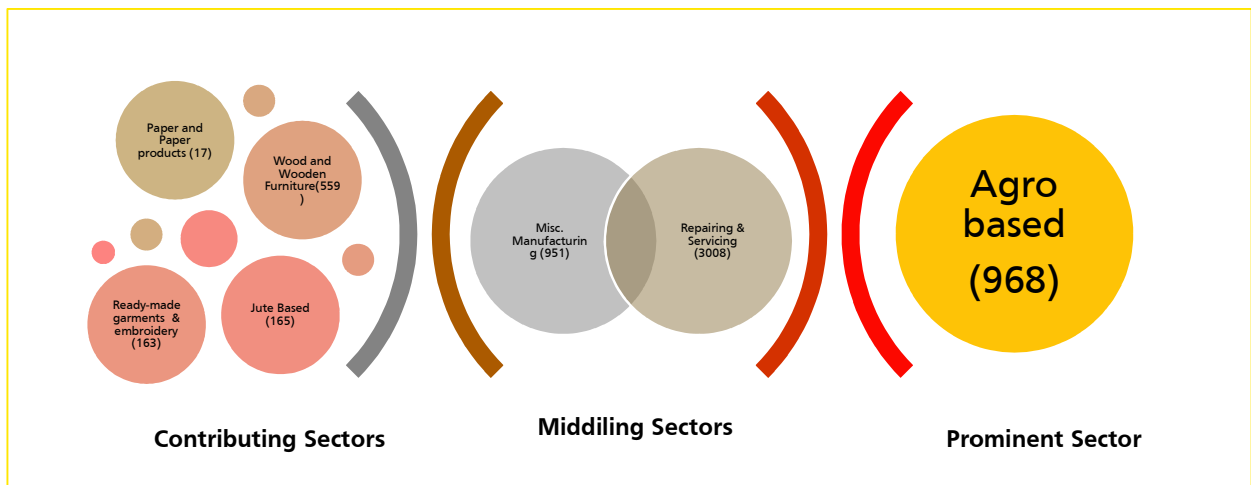 Paper and
Paper
products (17)
Wood and
Wooden
Furniture(559
)
Ready-made
garments  &
embroidery
(163)
Jute Based
(165)
Contributing Sectors
Misc.
Manufacturin
g (951)
Repairing &
Servicing
(3008)
Middiling Sectors
Agro
based
(968)
Prominent Sector